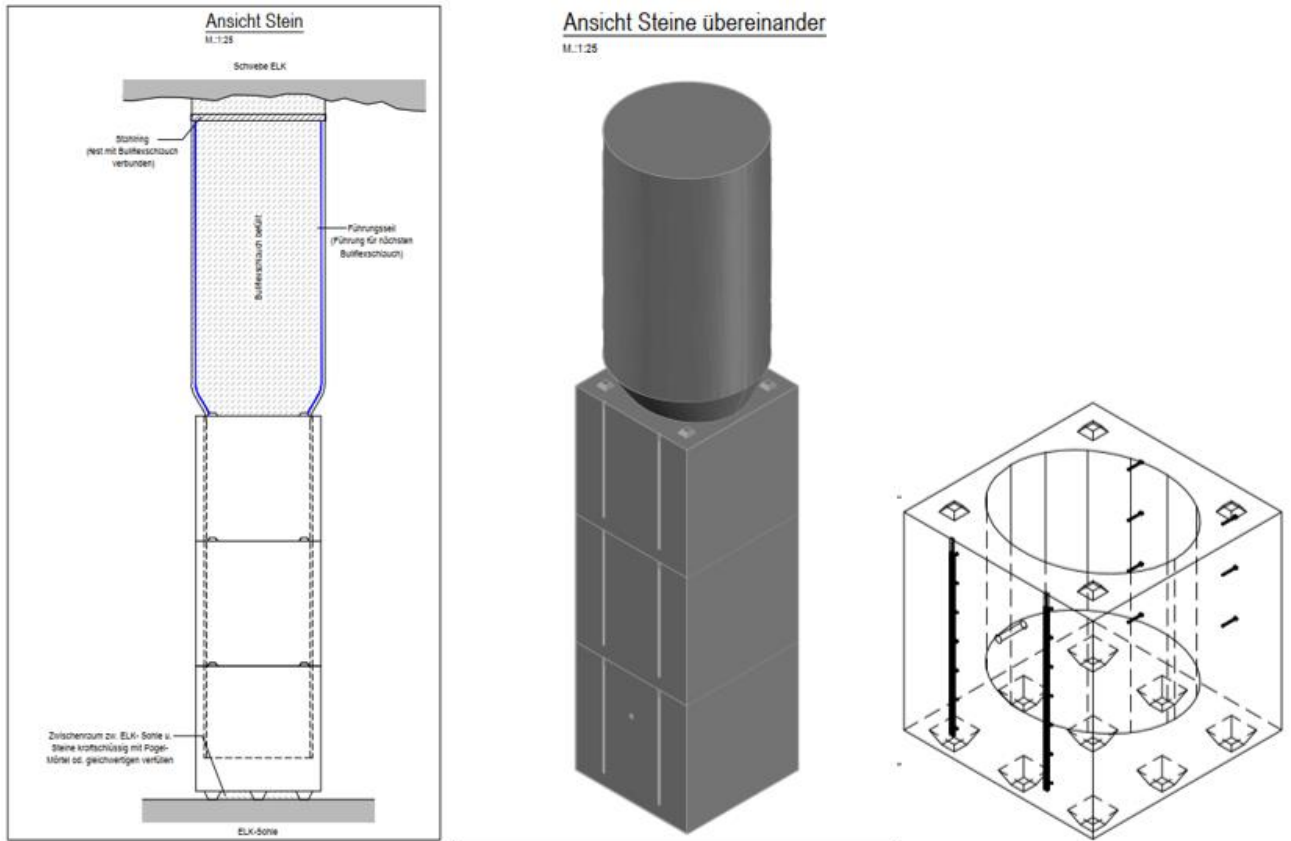 Ansicht Stein
M.:1:25
Schwebe ELK
Stahlring
(fest mit Bullflexschlauch
verbunden)
Bullflexschlauch befüllt
Führungsseil
(Führung für nächsten
Bullflexschlauch)
Zwischenraum zw. ELK- Sohle u.
Steine kraftschlüssig mit Pagel-
Mörtel od. gleichwertigen verfüllen
ELK-Sohle
Ansicht Steine übereinander
M.:1:25